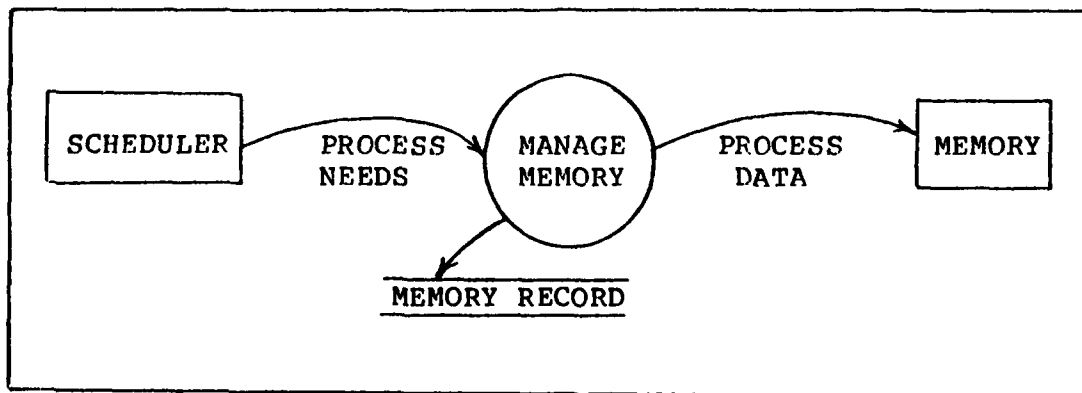 SCHEDULER
PROCESS
NEEDS
MANAGE
MEMORY
PROCESS
DATA
MEMORY
MEMORY RECORD